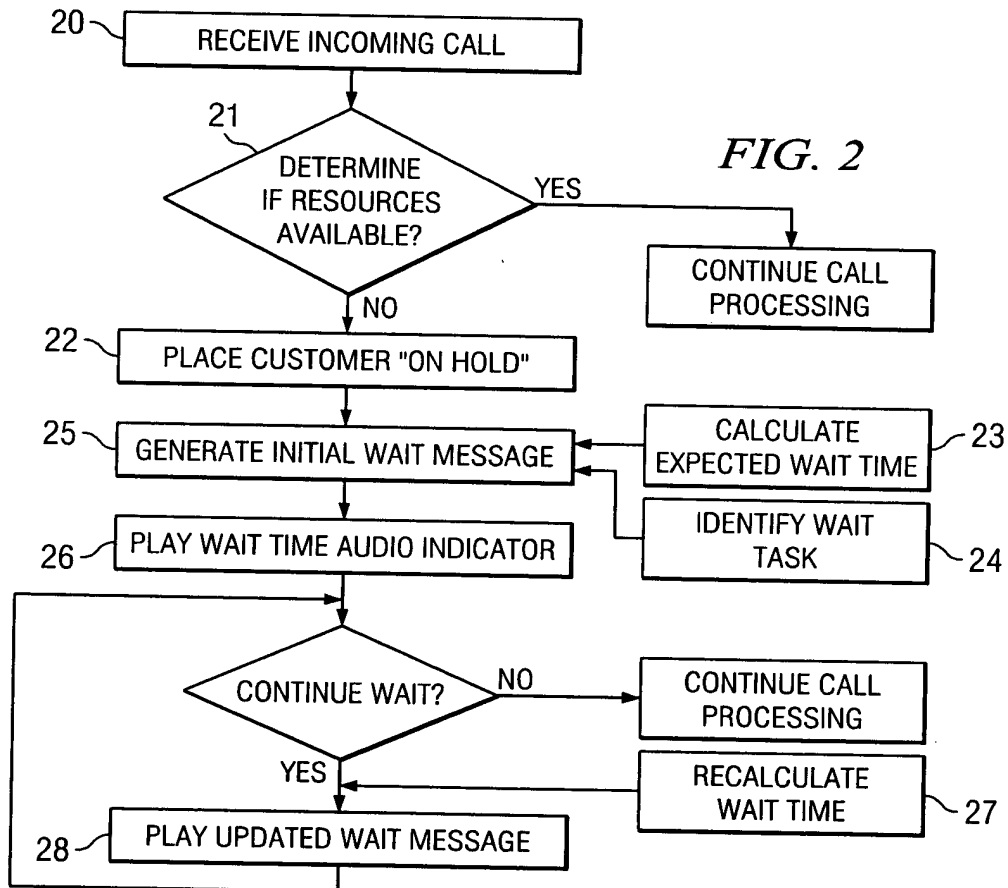 20
RECEIVE INCOMING CALL
21
FIG. 2
DETERMINE
IF RESOURCES
AVAILABLE?
YES
CONTINUE CALL
PROCESSING
NO
22
PLACE CUSTOMER "ON HOLD"
25
GENERATE INITIAL WAIT MESSAGE
CALCULATE
EXPECTED WAIT TIME
23
26
PLAY WAIT TIME AUDIO INDICATOR
IDENTIFY WAIT
TASK
24
CONTINUE WAIT?
NO
CONTINUE CALL
PROCESSING
YES
RECALCULATE
WAIT TIME
27
28
PLAY UPDATED WAIT MESSAGE